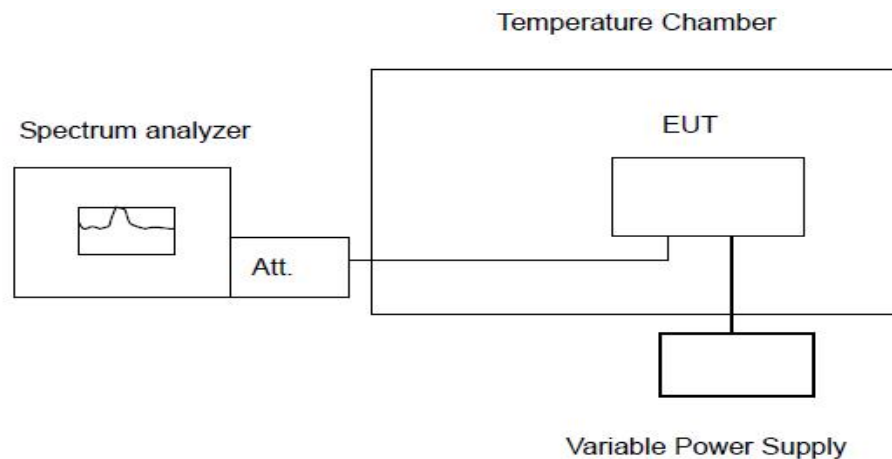 Temperature Chamber
Spectrum analyzer
EUT
Att.
Variable Power Supply